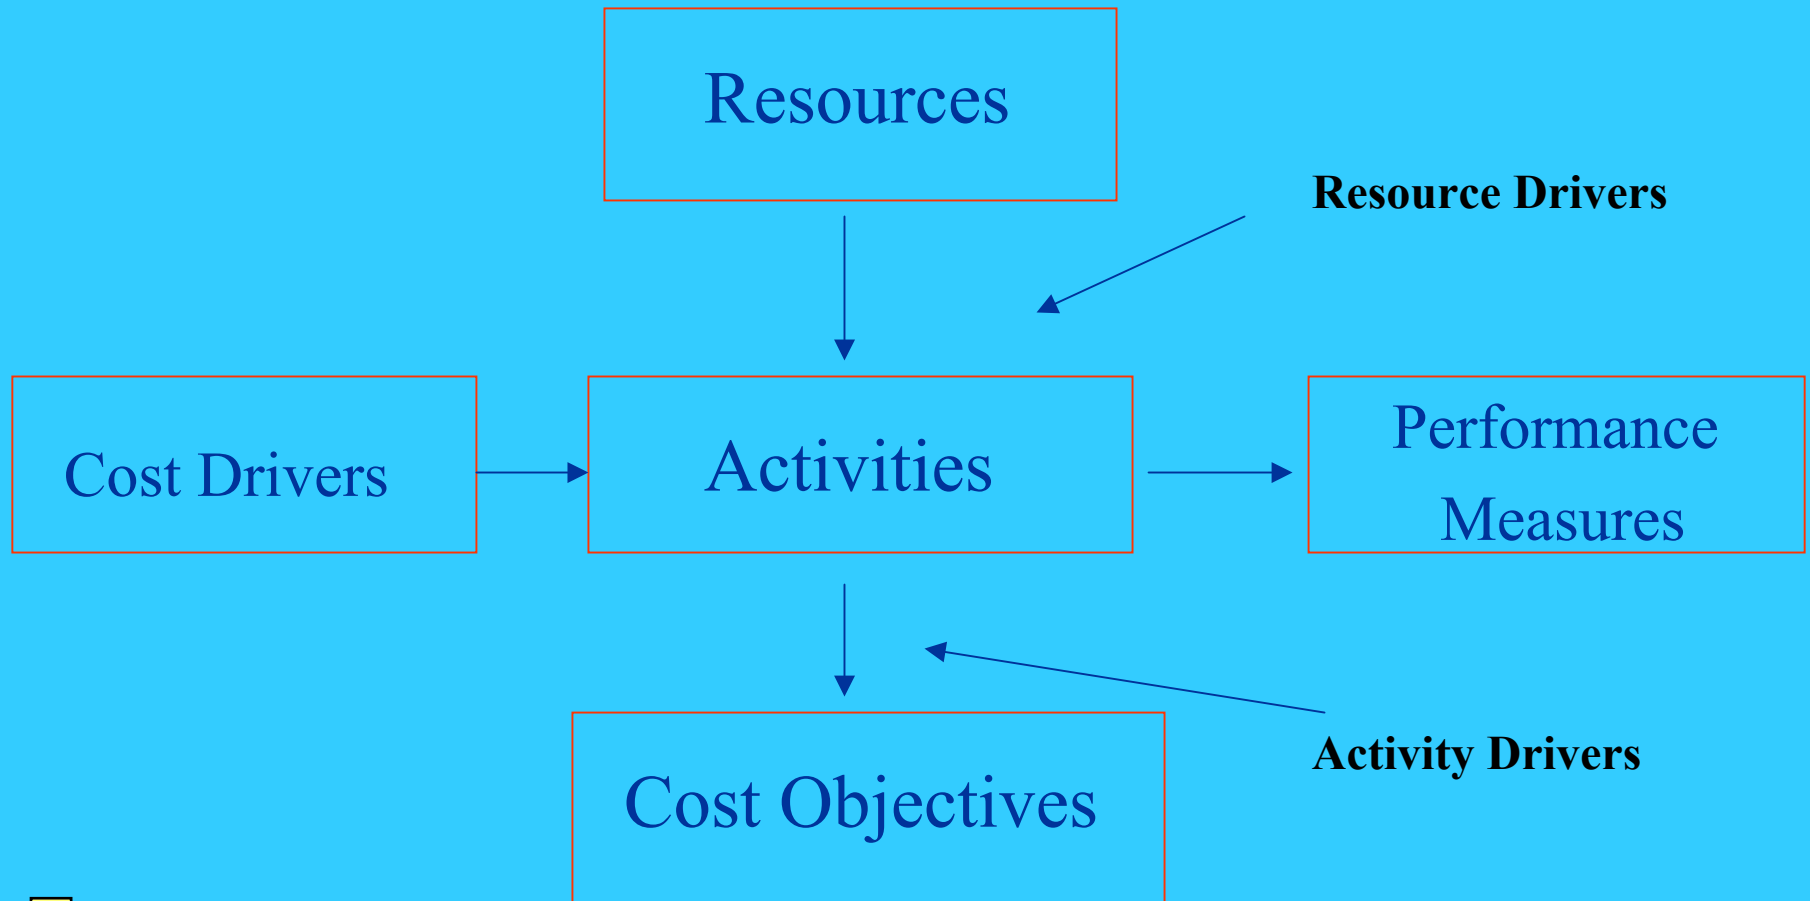 Resources
Resource Drivers
Cost Drivers
Activities
Performance
Measures
Activity Drivers
Cost Objectives